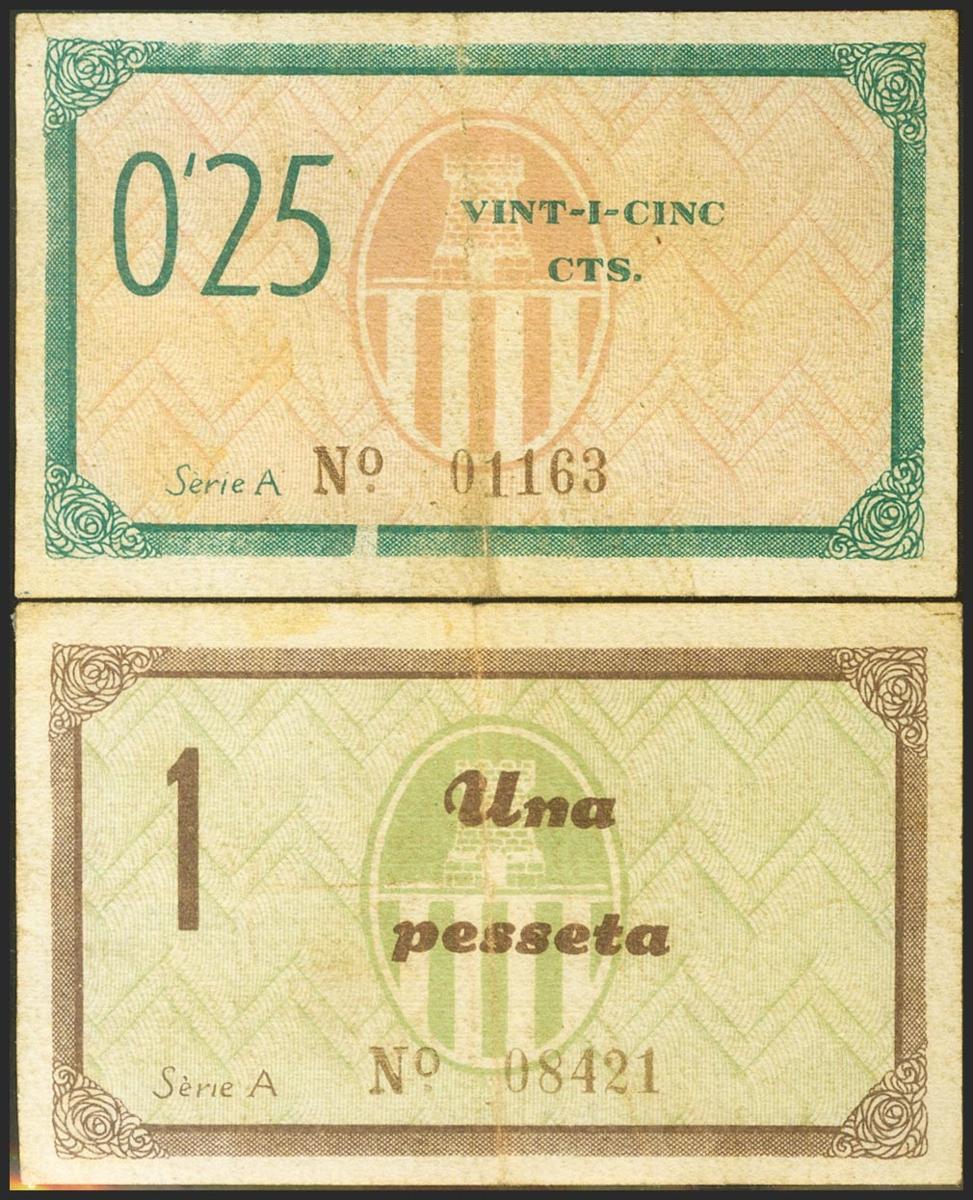 0'25
VINT-I-CINC
CTS.
Sèrie A Nº 01163
1
Una
pesseta
Sèrie A Nº 08421